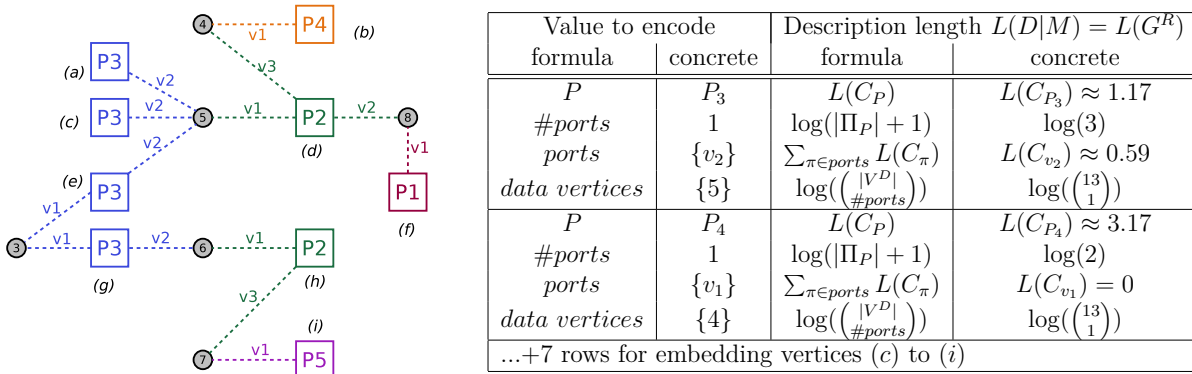 4
v1
P4
(b)
(a)
P3
v2
v3
(c)
P3
v2
5
v1
P2
v2
8
v2
(d)
v1
(e)
P3
P1
v1
(f)
3
v1
P3
v2
6
v1
P2
(g)
(h)
v3
(i)
7
v1
P5
Value to encode | Description length L(D|M) = L(G^R)
formula | concrete | formula | concrete
P | P_3 | L(C_P) | L(C_{P_3}) ≈ 1.17
#ports | 1 | log(|Π_P| + 1) | log(3)
ports | {v_2} | ∑_{π∈ports} L(C_π) | L(C_{v_2}) ≈ 0.59
data vertices | {5} | log(\binom{|V^D|}{#ports}) | log(\binom{13}{1})
P | P_4 | L(C_P) | L(C_{P_4}) ≈ 3.17
#ports | 1 | log(|Π_P| + 1) | log(2)
ports | {v_1} | ∑_{π∈ports} L(C_π) | L(C_{v_1}) = 0
data vertices | {4} | log(\binom{|V^D|}{#ports}) | log(\binom{13}{1})
...+7 rows for embedding vertices (c) to (i)